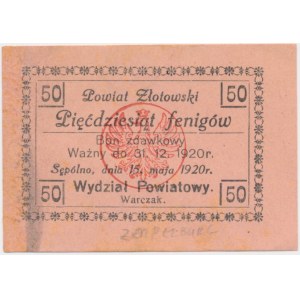 50 50
Powiat Złotowski
Pięćdziesiąt fenigów
Bon zdawkowy
Ważny do 31. 12. 1920r.
Sępólno, dnia 15. maja 1920r.
50 Wydział Powiatowy. 50
Warczak.
ZEMPELBURG